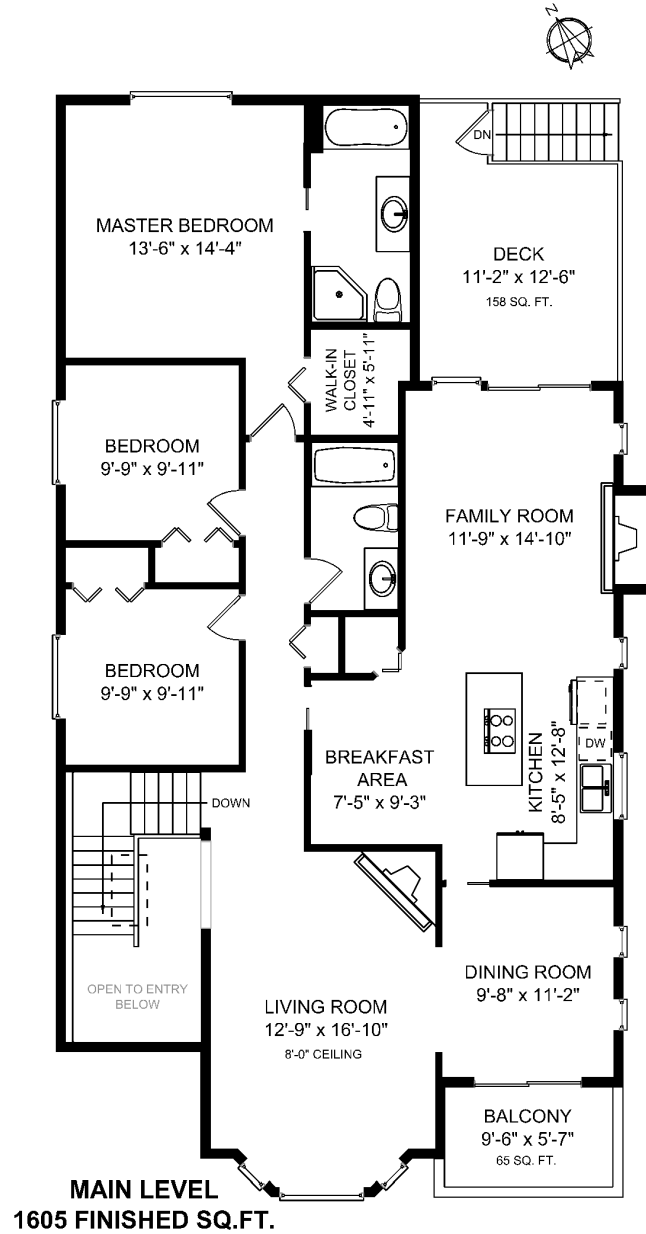 N
DN
MASTER BEDROOM
13'-6" x 14'-4"
DECK
11'-2" x 12'-6"
158 SQ. FT.
WALK-IN
CLOSET
4'-11" x 5'-11"
BEDROOM
9'-9" x 9'-11"
FAMILY ROOM
11'-9" x 14'-10"
BEDROOM
9'-9" x 9'-11"
BREAKFAST
AREA
7'-5" x 9'-3"
KITCHEN
8'-5" x 12'-8"
DW
DOWN
OPEN TO ENTRY
BELOW
LIVING ROOM
12'-9" x 16'-10"
8'-0" CEILING
DINING ROOM
9'-8" x 11'-2"
BALCONY
9'-6" x 5'-7"
65 SQ. FT.
MAIN LEVEL
1605 FINISHED SQ.FT.